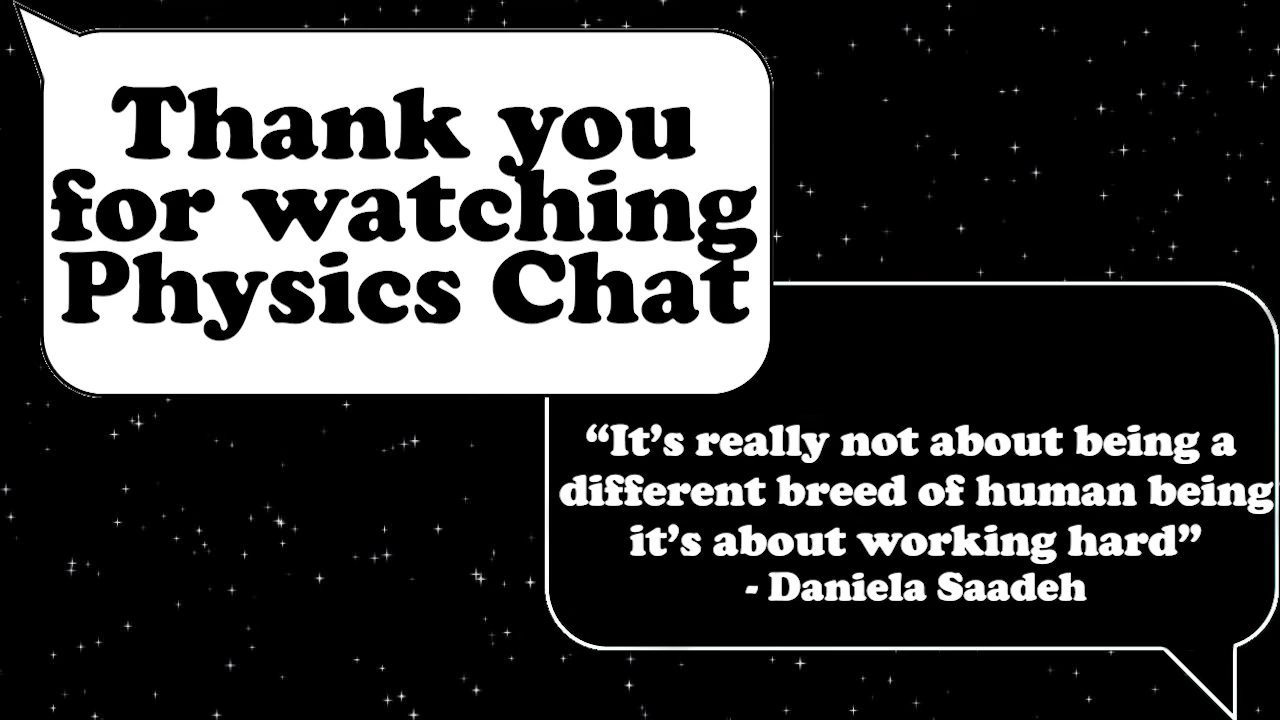 Thank you
for watching
Physics Chat
“It’s really not about being a
different breed of human being
it’s about working hard”
- Daniela Saadeh